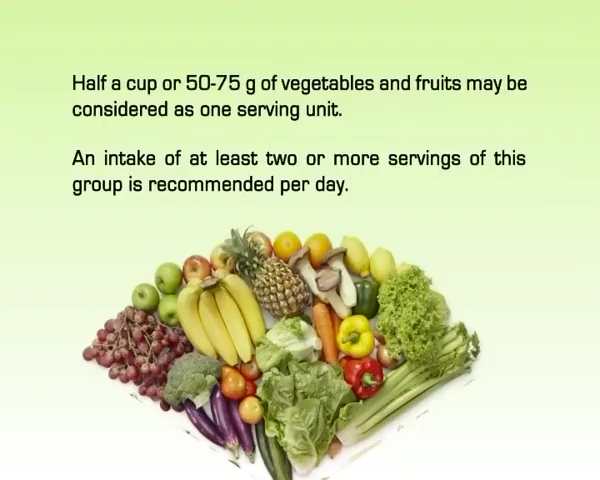 Half a cup or 50-75 g of vegetables and fruits may be
considered as one serving unit.
An intake of at least two or more servings of this
group is recommended per day.